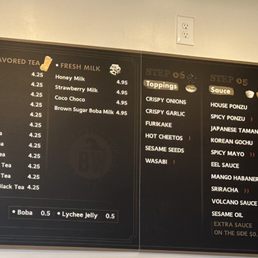 AVORED TEA
4.25
4.25
4.25
4.25
4.25
4.25
4.25
4.25
4.25
4.25
lack Tea 4.25
• FRESH MILK
Honey Milk 4.95
Strawberry Milk 4.95
Coco Choco 4.95
Brown Sugar Boba Milk 4.95
• Boba 0.5 • Lychee Jelly 0.5
STEP 06
Toppings
CRISPY ONIONS
CRISPY GARLIC
FURIKAKE
HOT CHEETOS
SESAME SEEDS
WASABI
STEP 05
Sauce
HOUSE PONZU
SPICY PONZU
JAPANESE TAMAR
KOREAN GOCHU
SPICY MAYO
EEL SAUCE
MANGO HABANER
SRIRACHA
VOLCANO SAUCE
SESAME OIL
EXTRA SAUCE
ON THE SIDE $0.